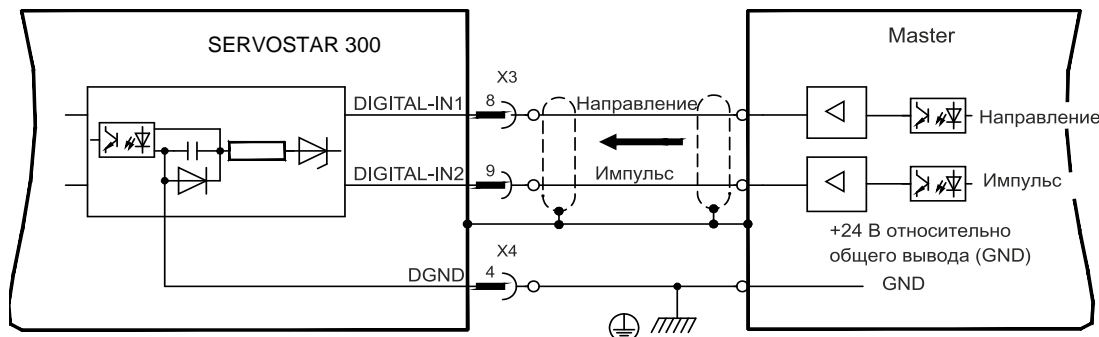 SERVOSTAR 300
Master
X3
DIGITAL-IN1
8
Направление
Направление
DIGITAL-IN2
9
Импульс
Импульс
+24 В относительно
общего вывода (GND)
X4
DGND
4
GND